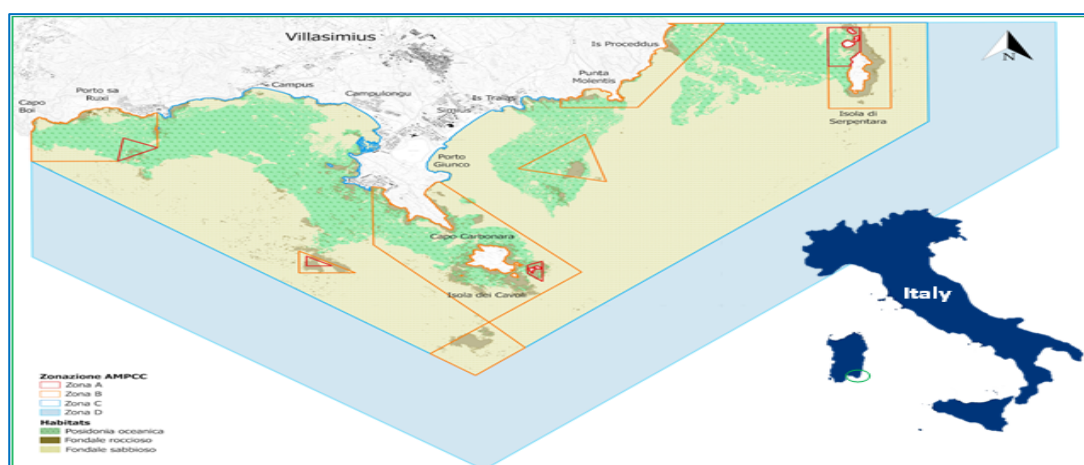 Villasimius
Is Proceddus
N
Punta
Molentis
Porto sa
Ruxi
Campus
Capo
Boi
Campulongu
Is Traias
Simius
Isola di
Serpentara
Porto
Giunco
Capo Carbonara
Isola dei Cavoli
Italy
Zonazione AMPCC
Zona A
Zona B
Zona C
Zona D
Habitats
Posidonia oceanica
Fondale roccioso
Fondale sabbioso